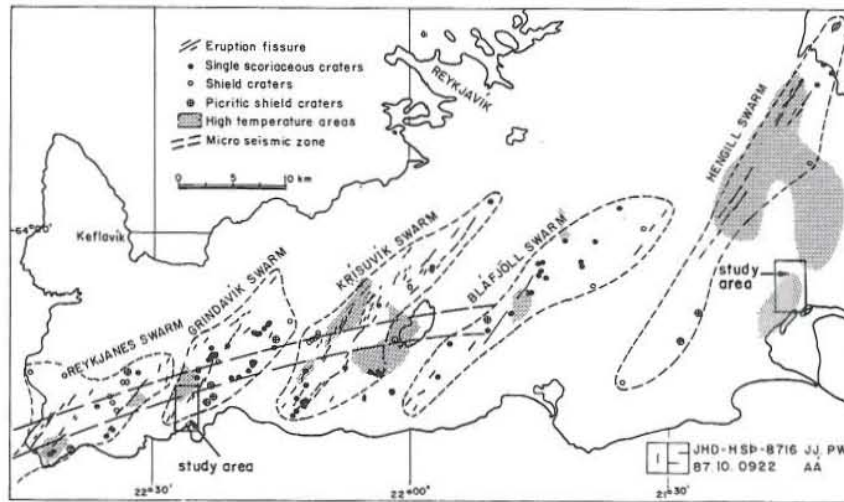 Eruption fissure
Single scoriaceous craters
Shield craters
Picritic shield craters
High temperature areas
Micro seismic zone
0 5 10 km
REYKJAVÍK
HENGILL SWARM
64°00'
Keflavík
KRÍSUVÍK SWARM
BLÁFJÖLL SWARM
GRINDAVÍK SWARM
REYKJANES SWARM
study area
study area
JHD-HSÞ-8716 JJ, PW
87.10.0922 AÁ
22°30'
22°00'
21°30'